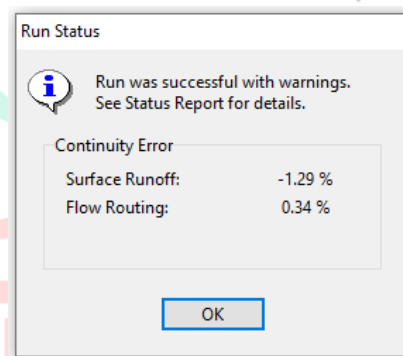 Run Status
Run was successful with warnings.
See Status Report for details.
Continuity Error
Surface Runoff: -1.29 %
Flow Routing: 0.34 %
OK